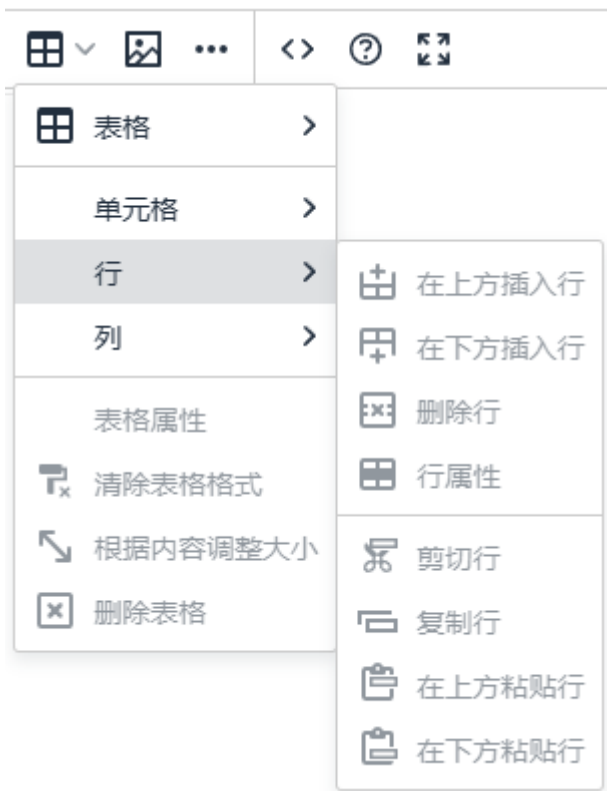 表格
单元格
行
列
表格属性
清除表格格式
根据内容调整大小
删除表格
在上方插入行
在下方插入行
删除行
行属性
剪切行
复制行
在上方粘贴行
在下方粘贴行